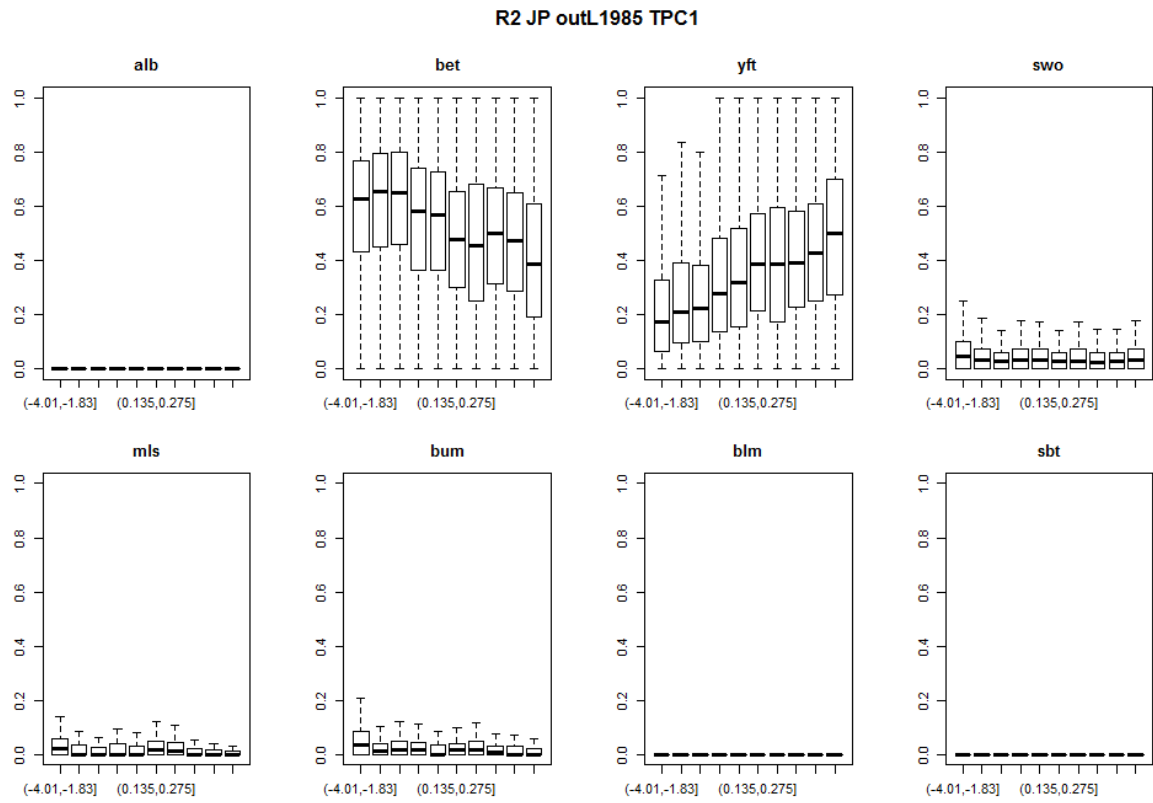 R2 JP outL1985 TPC1
alb
bet
yft
swo
1.0 1.0 1.0 1.0
0.8 0.8 0.8 0.8
0.6 0.6 0.6 0.6
0.4 0.4 0.4 0.4
0.2 0.2 0.2 0.2
0.0 0.0 0.0 0.0
(-4.01,-1.83] (0.135,0.275] (-4.01,-1.83] (0.135,0.275] (-4.01,-1.83] (0.135,0.275] (-4.01,-1.83] (0.135,0.275]
mls
bum
blm
sbt
1.0 1.0 1.0 1.0
0.8 0.8 0.8 0.8
0.6 0.6 0.6 0.6
0.4 0.4 0.4 0.4
0.2 0.2 0.2 0.2
0.0 0.0 0.0 0.0
(-4.01,-1.83] (0.135,0.275] (-4.01,-1.83] (0.135,0.275] (-4.01,-1.83] (0.135,0.275] (-4.01,-1.83] (0.135,0.275]